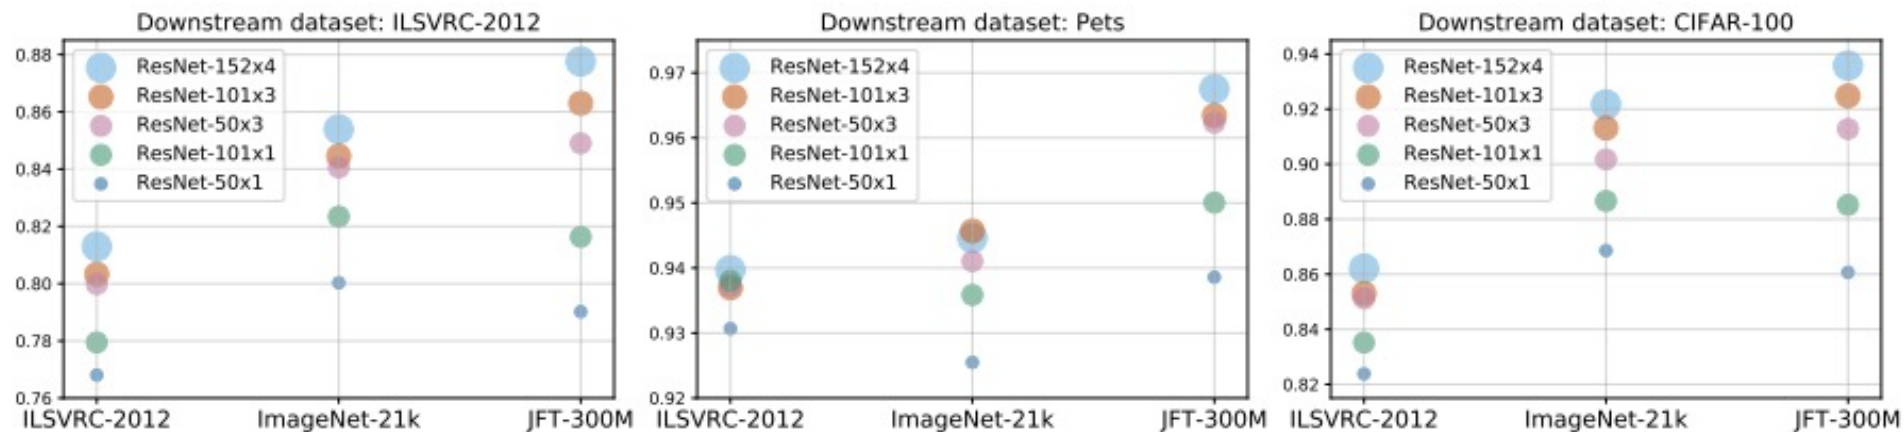 Downstream dataset: ILSVRC-2012
0.88
0.86
0.84
0.82
0.80
0.78
0.76
ResNet-152x4
ResNet-101x3
ResNet-50x3
ResNet-101x1
ResNet-50x1
ILSVRC-2012 ImageNet-21k JFT-300M
Downstream dataset: Pets
0.97
0.96
0.95
0.94
0.93
0.92
ResNet-152x4
ResNet-101x3
ResNet-50x3
ResNet-101x1
ResNet-50x1
ILSVRC-2012 ImageNet-21k JFT-300M
Downstream dataset: CIFAR-100
0.94
0.92
0.90
0.88
0.86
0.84
0.82
ResNet-152x4
ResNet-101x3
ResNet-50x3
ResNet-101x1
ResNet-50x1
ILSVRC-2012 ImageNet-21k JFT-300M